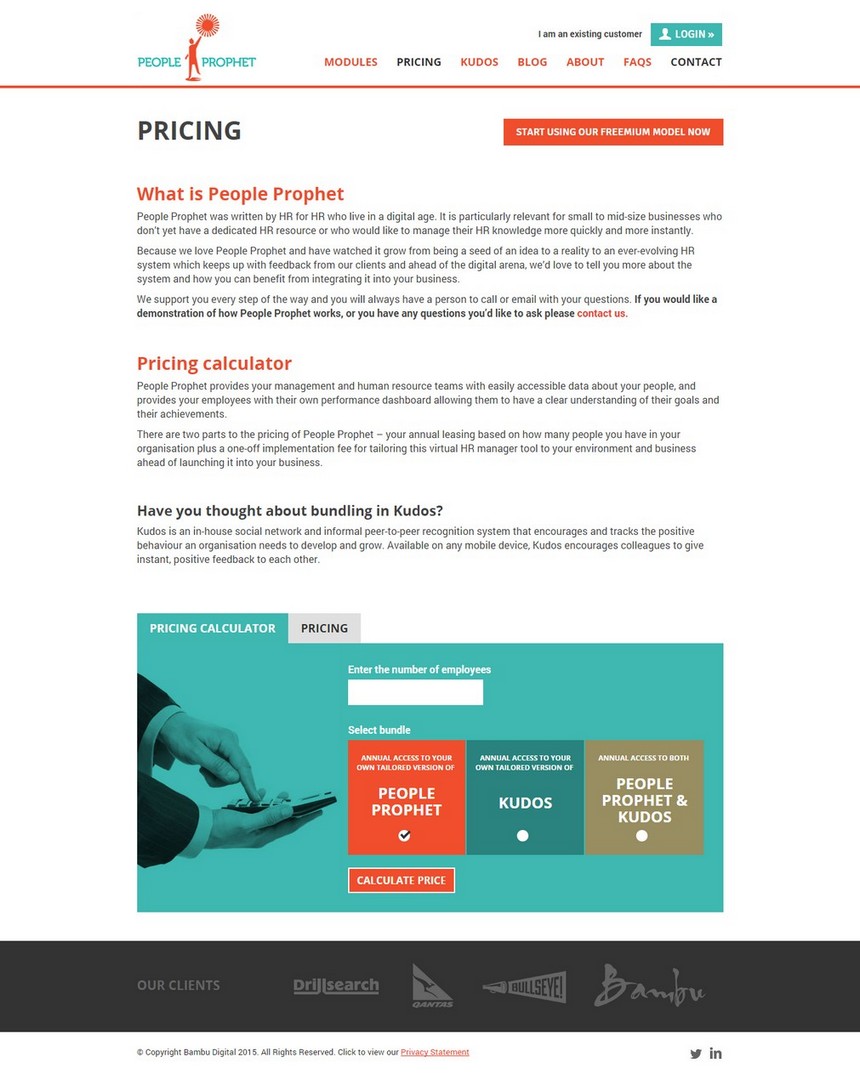 PEOPLE PROPHET
I am an existing customer
LOGIN »
MODULES PRICING KUDOS BLOG ABOUT FAQS CONTACT
PRICING
START USING OUR FREEMIUM MODEL NOW
What is People Prophet
People Prophet was written by HR for HR who live in a digital age. It is particularly relevant for small to mid-size businesses who
don't yet have a dedicated HR resource or who would like to manage their HR knowledge more quickly and more instantly.
Because we love People Prophet and have watched it grow from being a seed of an idea to a reality to an ever-evolving HR
system which keeps up with feedback from our clients and ahead of the digital arena, we'd love to tell you more about the
system and how you can benefit from integrating it into your business.
We support you every step of the way and you will always have a person to call or email with your questions. If you would like a
demonstration of how People Prophet works, or you have any questions you'd like to ask please contact us.
Pricing calculator
People Prophet provides your management and human resource teams with easily accessible data about your people, and
provides your employees with their own performance dashboard allowing them to have a clear understanding of their goals and
their achievements.
There are two parts to the pricing of People Prophet – your annual leasing based on how many people you have in your
organisation plus a one-off implementation fee for tailoring this virtual HR manager tool to your environment and business
ahead of launching it into your business.
Have you thought about bundling in Kudos?
Kudos is an in-house social network and informal peer-to-peer recognition system that encourages and tracks the positive
behaviour an organisation needs to develop and grow. Available on any mobile device, Kudos encourages colleagues to give
instant, positive feedback to each other.
PRICING CALCULATOR PRICING
Enter the number of employees
Select bundle
ANNUAL ACCESS TO YOUR
OWN TAILORED VERSION OF
PEOPLE
PROPHET
ANNUAL ACCESS TO YOUR
OWN TAILORED VERSION OF
KUDOS
ANNUAL ACCESS TO BOTH
PEOPLE
PROPHET &
KUDOS
CALCULATE PRICE
OUR CLIENTS
Drillsearch
QANTAS
BULLSEYE!
Bambu
© Copyright Bambu Digital 2015. All Rights Reserved. Click to view our Privacy Statement
in